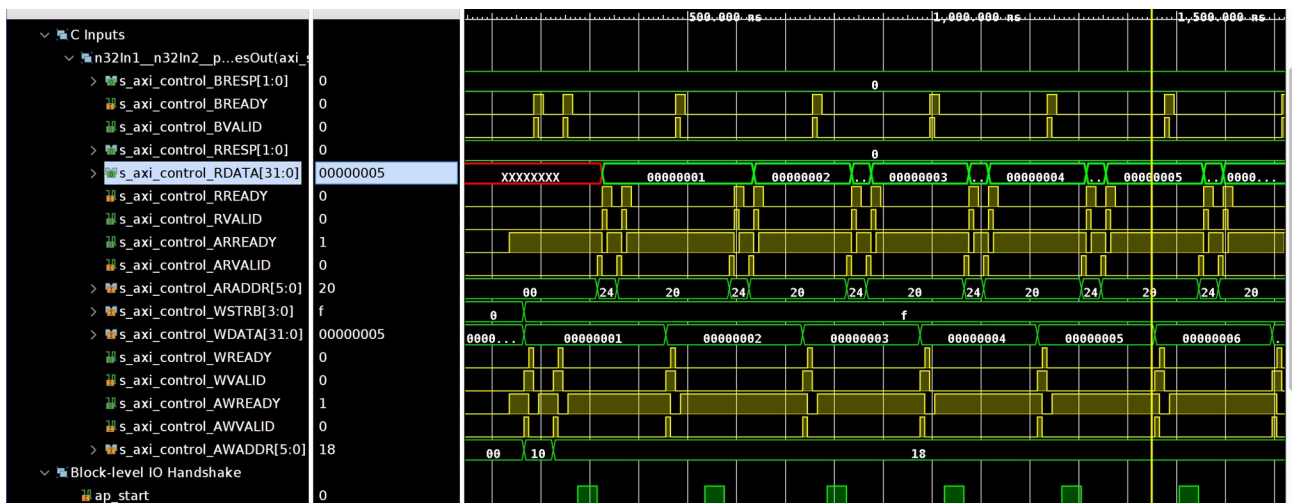 500.000 ns 1,000.000 ns 1,500.000 ns
C Inputs
n32In1__n32In2__p...esOut(axi_s
s_axi_control_BRESP[1:0] 0 0
s_axi_control_BREADY 0
s_axi_control_BVALID 0
s_axi_control_RRESP[1:0] 0 0
s_axi_control_RDATA[31:0] 00000005 XXXXXXXX 00000001 00000002 ... 00000003 ... 00000004 ... 00000005 ... 0000...
s_axi_control_RREADY 0
s_axi_control_RVALID 0
s_axi_control_ARREADY 1
s_axi_control_ARVALID 0
s_axi_control_ARADDR[5:0] 20 00 24 20 24 20 24 20 24 20 24 20 24 20
s_axi_control_WSTRB[3:0] f 0 f
s_axi_control_WDATA[31:0] 00000005 0000... 00000001 00000002 00000003 00000004 00000005 00000006 .
s_axi_control_WREADY 0
s_axi_control_WVALID 0
s_axi_control_AWREADY 1
s_axi_control_AWVALID 0
s_axi_control_AWADDR[5:0] 18 00 10 18
Block-level IO Handshake
ap_start 0